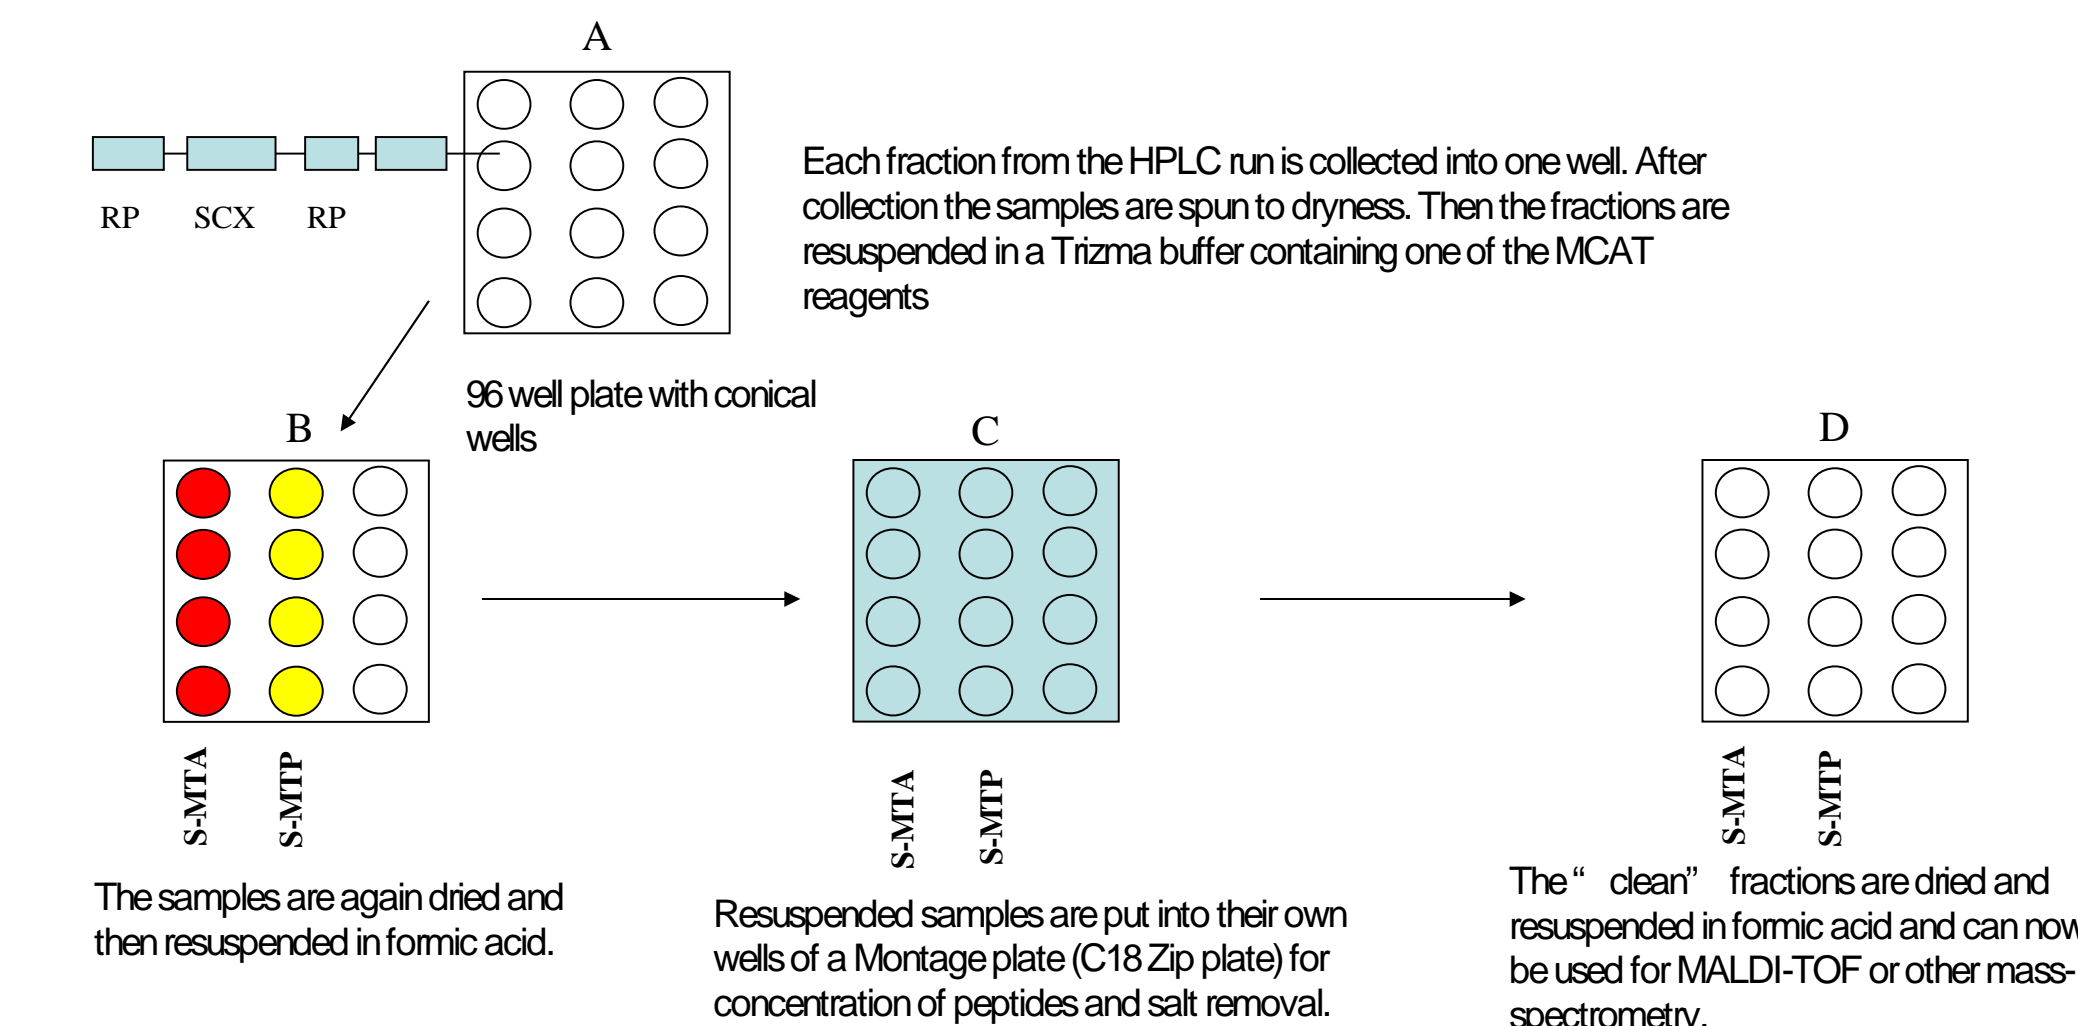 A
Each fraction from the HPLC run is collected into one well. After
collection the samples are spun to dryness. Then the fractions are
resuspended in a Trizma buffer containing one of the MCAT
reagents
RP SCX RP
96 well plate with conical
wells
B
C
D
S-MTA
S-MTP
S-MTA
S-MTP
S-MTA
S-MTP
The samples are again dried and
then resuspended in formic acid.
Resuspended samples are put into their own
wells of a Montage plate (C18 Zip plate) for
concentration of peptides and salt removal.
The “ clean” fractions are dried and
resuspended in formic acid and can now
be used for MALDI-TOF or other mass-
spectrometry.